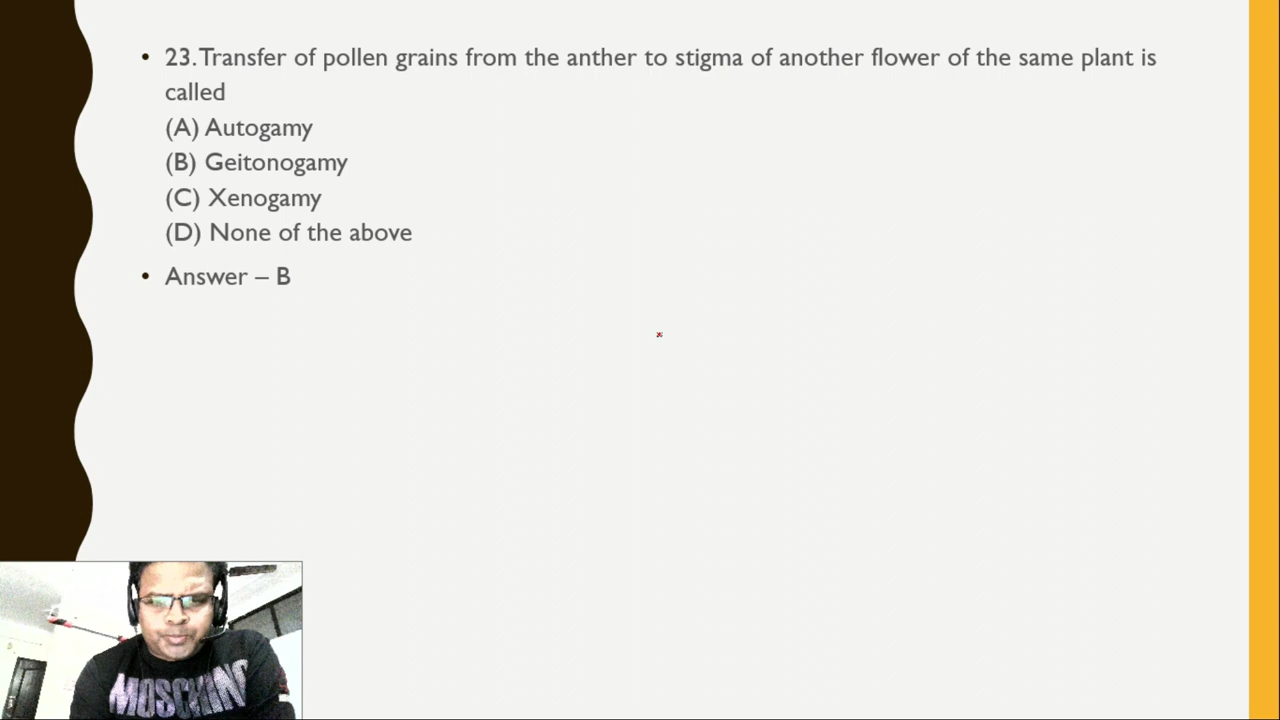 • 23. Transfer of pollen grains from the anther to stigma of another flower of the same plant is
called
(A) Autogamy
(B) Geitonogamy
(C) Xenogamy
(D) None of the above
• Answer – B
MOSCHINO